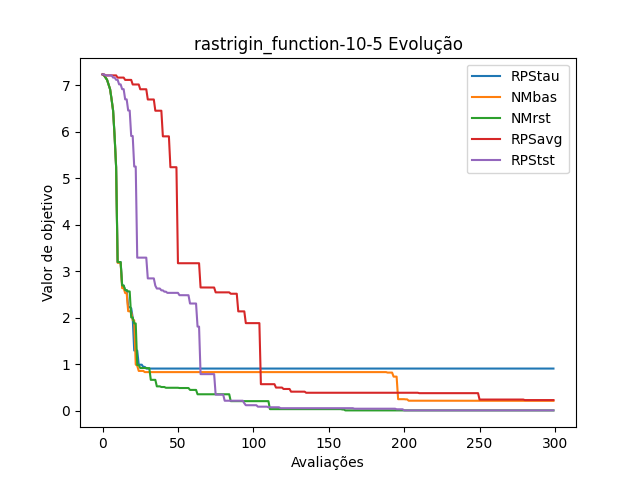 rastrigin_function-10-5 Evolução
RPStau
NMbas
NMrst
RPSavg
RPStst
Valor de objetivo
7
6
5
4
3
2
1
0
0 50 100 150 200 250 300
Avaliações